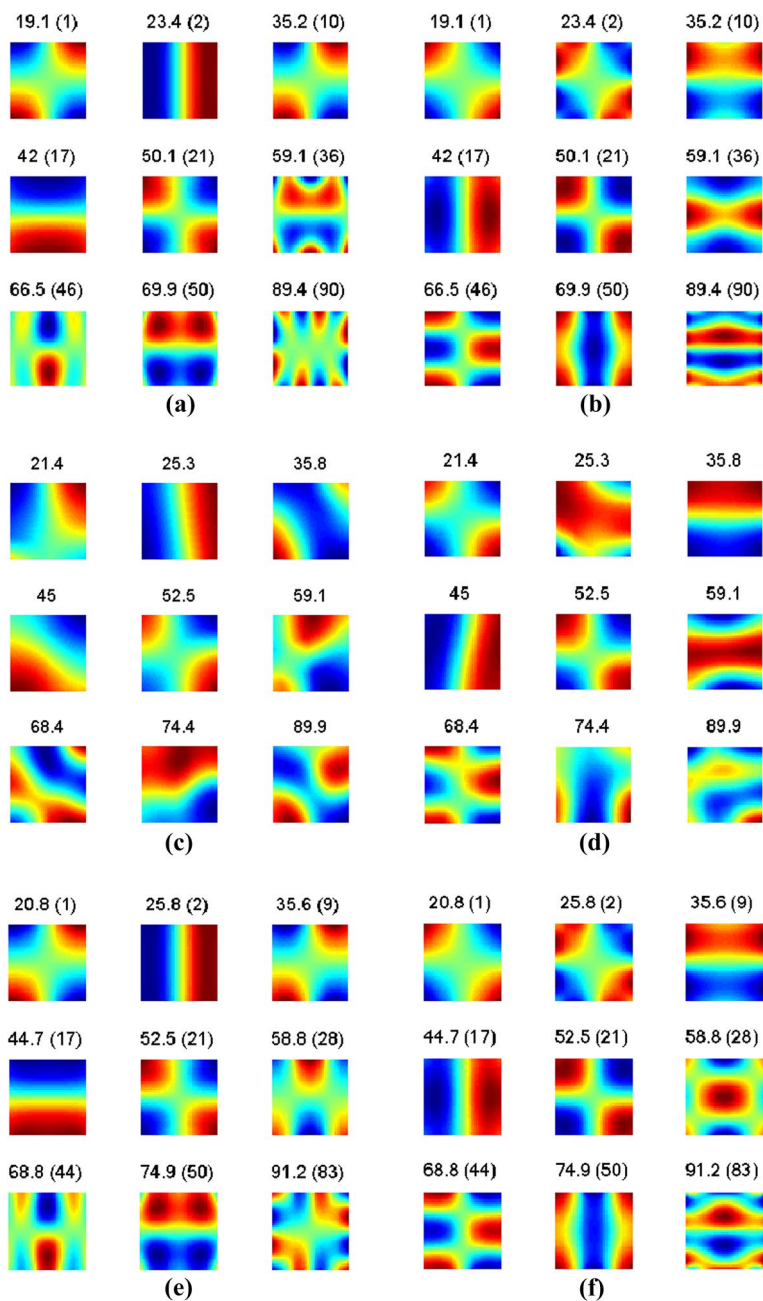 19.1 (1) 23.4 (2) 35.2 (10) 19.1 (1) 23.4 (2) 35.2 (10)
42 (17) 50.1 (21) 59.1 (36) 42 (17) 50.1 (21) 59.1 (36)
66.5 (46) 69.9 (50) 89.4 (90) 66.5 (46) 69.9 (50) 89.4 (90)
(a) (b)
21.4 25.3 35.8 21.4 25.3 35.8
45 52.5 59.1 45 52.5 59.1
68.4 74.4 89.9 68.4 74.4 89.9
(c) (d)
20.8 (1) 25.8 (2) 35.6 (9) 20.8 (1) 25.8 (2) 35.6 (9)
44.7 (17) 52.5 (21) 58.8 (28) 44.7 (17) 52.5 (21) 58.8 (28)
68.8 (44) 74.9 (50) 91.2 (83) 68.8 (44) 74.9 (50) 91.2 (83)
(e) (f)